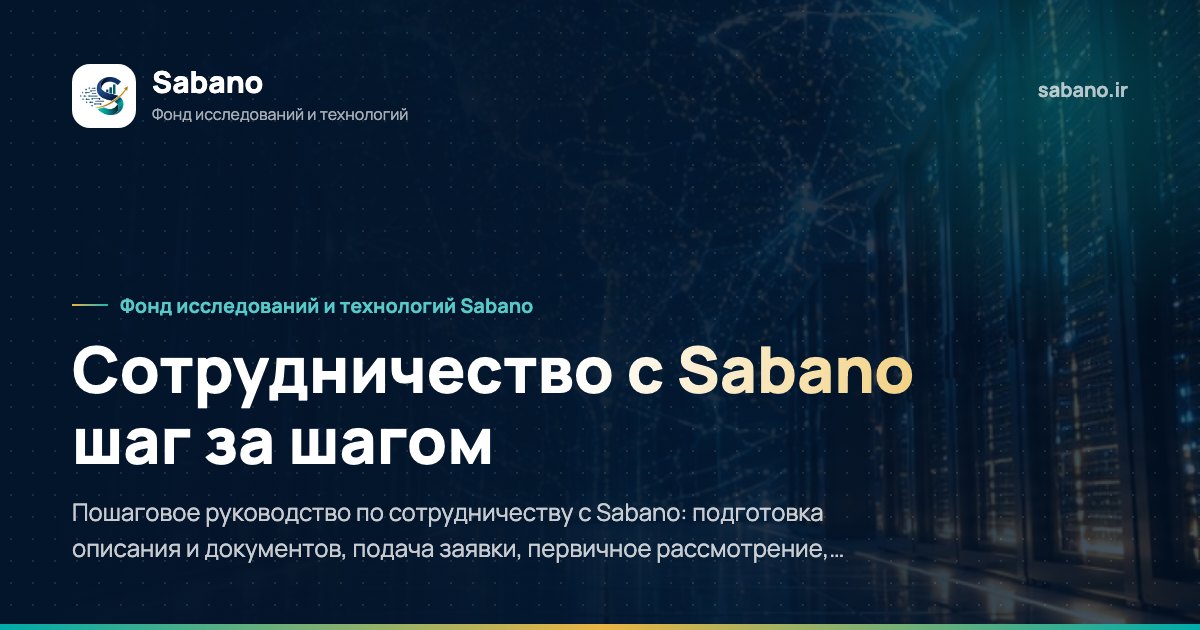 Sabano
Фонд исследований и технологий
sabano.ir
Фонд исследований и технологий Sabano
Сотрудничество с Sabano
шаг за шагом
Пошаговое руководство по сотрудничеству с Sabano: подготовка
описания и документов, подача заявки, первичное рассмотрение,…